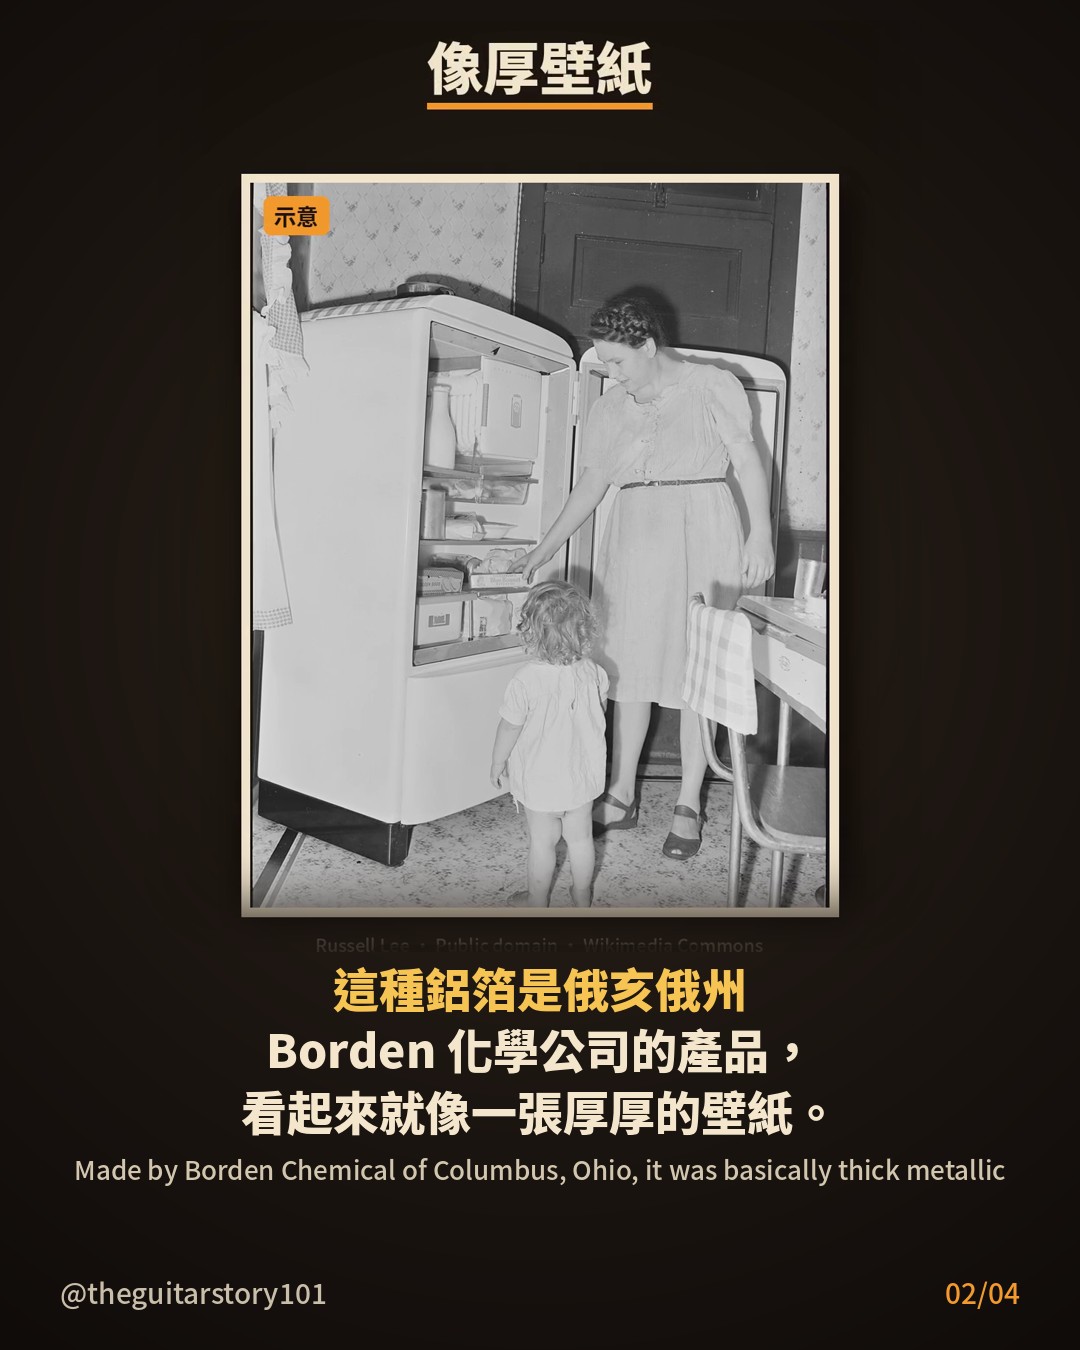 像厚壁紙
示意
Russell Lee · Public domain · Wikimedia Commons
這種鋁箔是俄亥俄州
Borden 化學公司的產品，
看起來就像一張厚厚的壁紙。
Made by Borden Chemical of Columbus, Ohio, it was basically thick metallic
@theguitarstory101
02/04